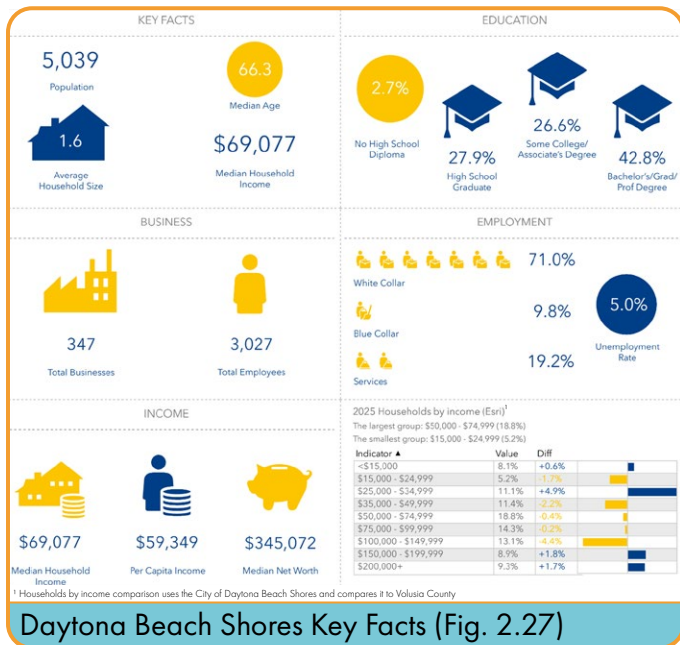 KEY FACTS
5,039
Population
66.3
Median Age
1.6
Average
Household Size
$69,077
Median Household
Income
EDUCATION
2.7%
No High School
Diploma
27.9%
High School
Graduate
26.6%
Some College/
Associate's Degree
42.8%
Bachelor's/Grad/
Prof Degree
BUSINESS
347
Total Businesses
3,027
Total Employees
EMPLOYMENT
71.0%
White Collar
9.8%
Blue Collar
19.2%
Services
5.0%
Unemployment
Rate
INCOME
$69,077
Median Household
Income
$59,349
Per Capita Income
$345,072
Median Net Worth
2025 Households by income (Esri)¹
The largest group: $50,000 - $74,999 (18.8%)
The smallest group: $15,000 - $24,999 (5.2%)
Indicator ▲ Value Diff
<$15,000 8.1% +0.6%
$15,000 - $24,999 5.2% -1.7%
$25,000 - $34,999 11.1% +4.9%
$35,000 - $49,999 11.4% -2.2%
$50,000 - $74,999 18.8% -0.4%
$75,000 - $99,999 14.3% -0.2%
$100,000 - $149,999 13.1% -4.4%
$150,000 - $199,999 8.9% +1.8%
$200,000+ 9.3% +1.7%
¹ Households by income comparison uses the City of Daytona Beach Shores and compares it to Volusia County
Daytona Beach Shores Key Facts (Fig. 2.27)